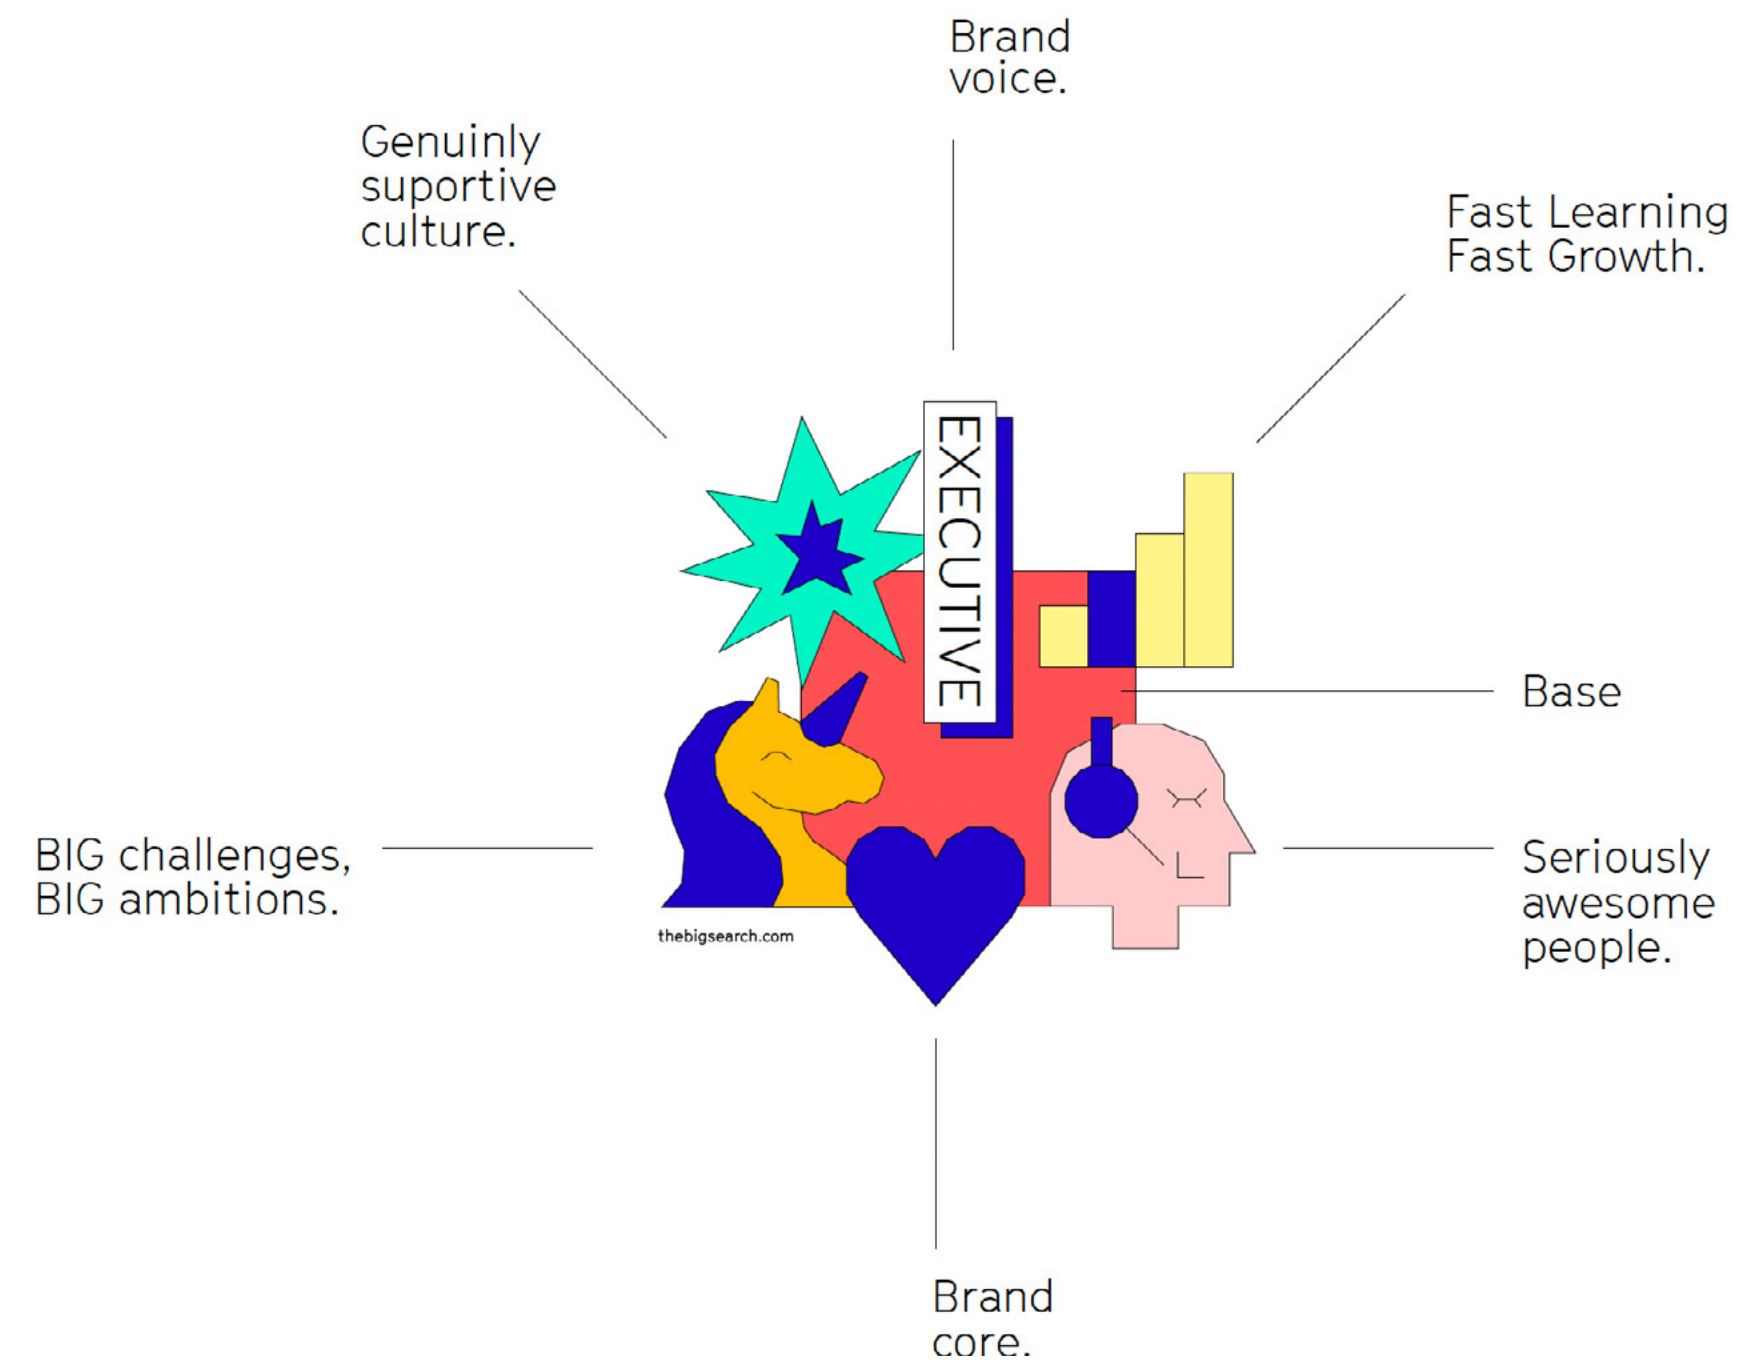 Brand
voice.
Genuinly
suportive
culture.
Fast Learning
Fast Growth.
EXECUTIVE
Base
BIG challenges,
BIG ambitions.
Seriously
awesome
people.
thebigsearch.com
Brand
core.